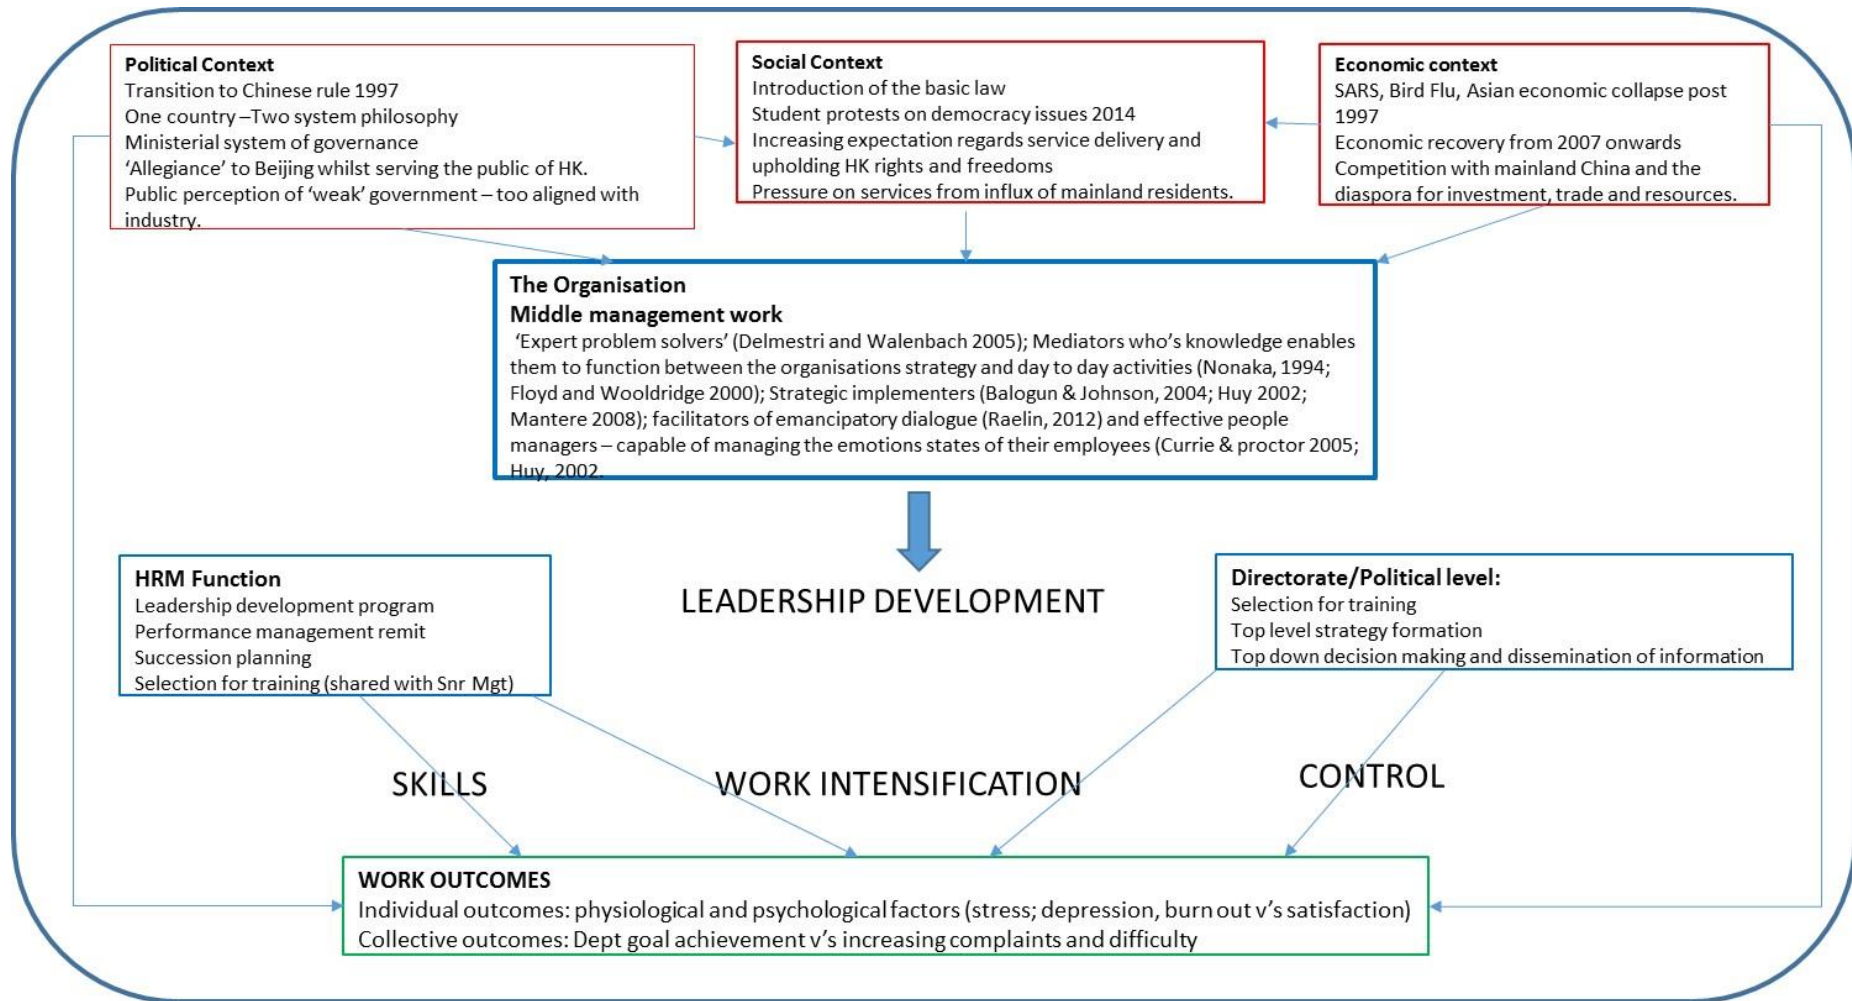 Political Context
Transition to Chinese rule 1997
One country –Two system philosophy
Ministerial system of governance
‘Allegiance’ to Beijing whilst serving the public of HK.
Public perception of ‘weak’ government – too aligned with
industry.
Social Context
Introduction of the basic law
Student protests on democracy issues 2014
Increasing expectation regards service delivery and
upholding HK rights and freedoms
Pressure on services from influx of mainland residents.
Economic context
SARS, Bird Flu, Asian economic collapse post
1997
Economic recovery from 2007 onwards
Competition with mainland China and the
diaspora for investment, trade and resources.
The Organisation
Middle management work
‘Expert problem solvers’ (Delmestri and Walenbach 2005); Mediators who’s knowledge enables
them to function between the organisations strategy and day to day activities (Nonaka, 1994;
Floyd and Wooldridge 2000); Strategic implementers (Balogun & Johnson, 2004; Huy 2002;
Mantere 2008); facilitators of emancipatory dialogue (Raelin, 2012) and effective people
managers – capable of managing the emotions states of their employees (Currie & proctor 2005;
Huy, 2002.
HRM Function
Leadership development program
Performance management remit
Succession planning
Selection for training (shared with Snr Mgt)
LEADERSHIP DEVELOPMENT
Directorate/Political level:
Selection for training
Top level strategy formation
Top down decision making and dissemination of information
SKILLS
WORK INTENSIFICATION
CONTROL
WORK OUTCOMES
Individual outcomes: physiological and psychological factors (stress; depression, burn out v’s satisfaction)
Collective outcomes: Dept goal achievement v’s increasing complaints and difficulty